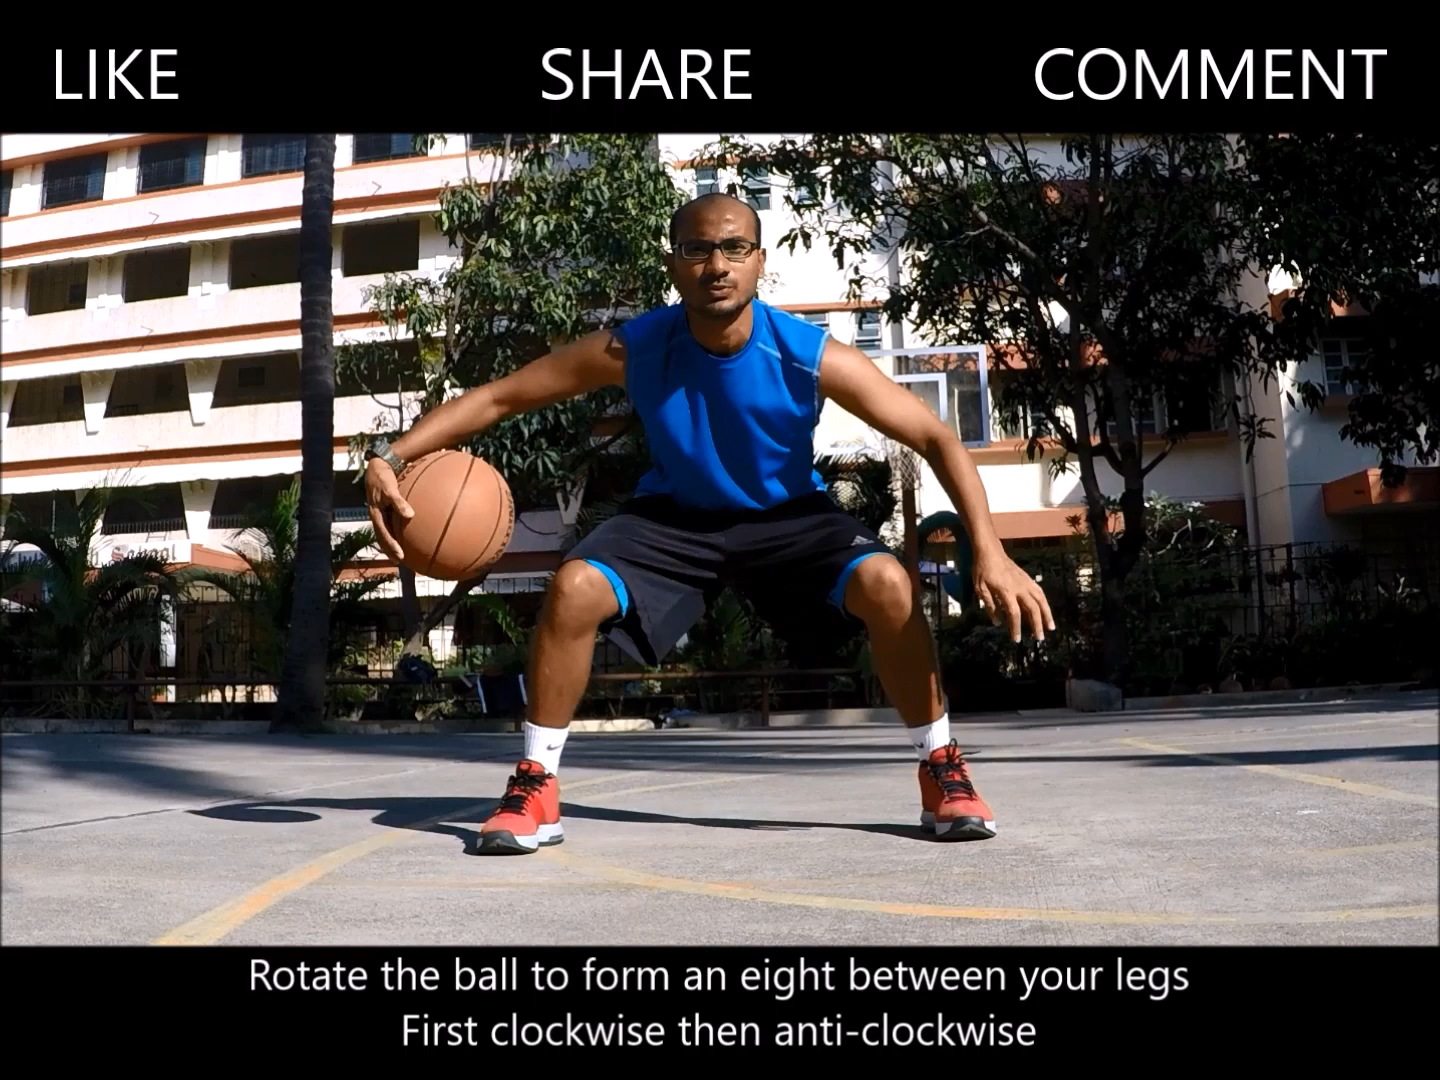 LIKE SHARE COMMENT
Rotate the ball to form an eight between your legs
First clockwise then anti-clockwise